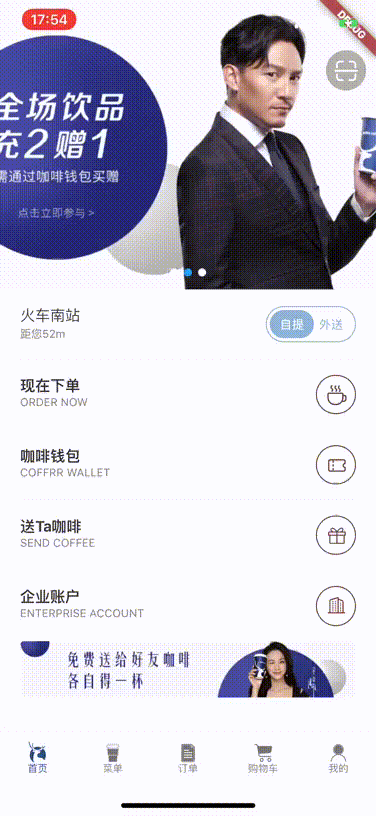 17:54
全场饮品
充2赠1
需通过咖啡钱包买赠
点击立即参与 >
火车南站
距您52m
自提
外送
现在下单
ORDER NOW
咖啡钱包
COFFRR WALLET
送Ta咖啡
SEND COFFEE
企业账户
ENTERPRISE ACCOUNT
免费送给好友咖啡
各自得一杯
首页
菜单
订单
购物车
我的